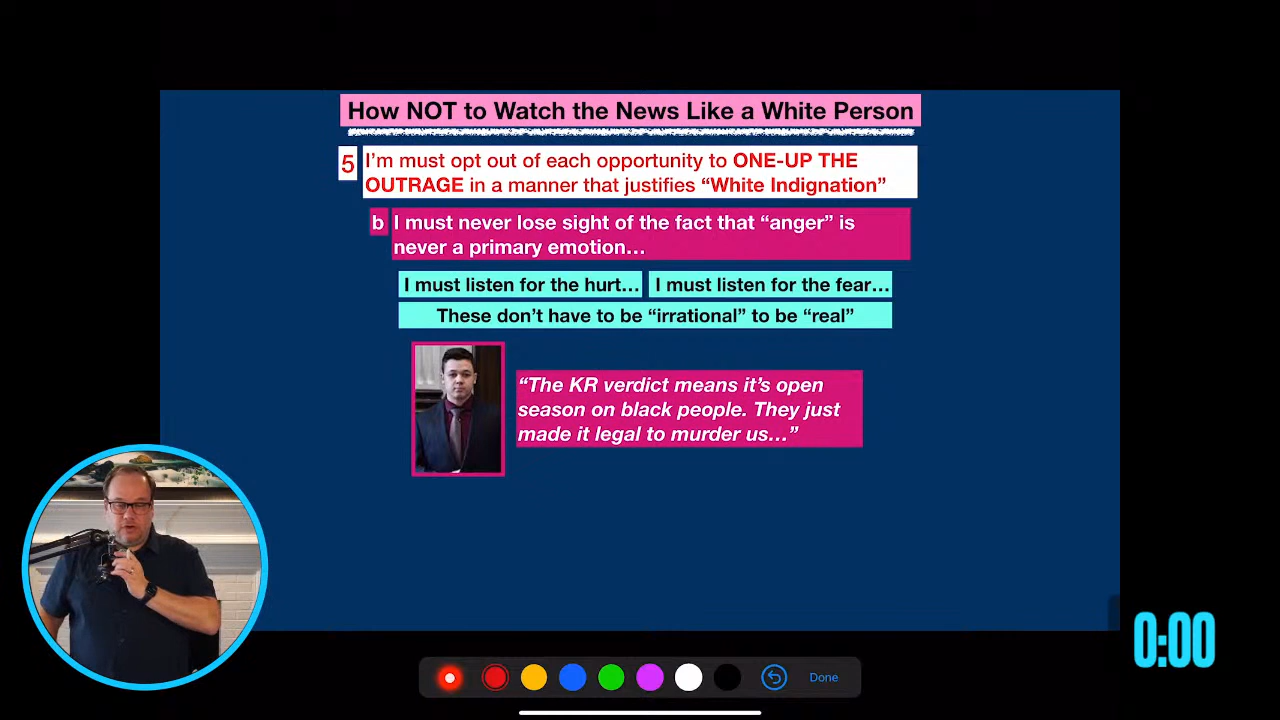 How NOT to Watch the News Like a White Person
5 I'm must opt out of each opportunity to ONE-UP THE
OUTRAGE in a manner that justifies “White Indignation”
b I must never lose sight of the fact that “anger” is
never a primary emotion…
I must listen for the hurt… I must listen for the fear…
These don't have to be “irrational” to be “real”
“The KR verdict means it's open
season on black people. They just
made it legal to murder us…”
0:00
Done